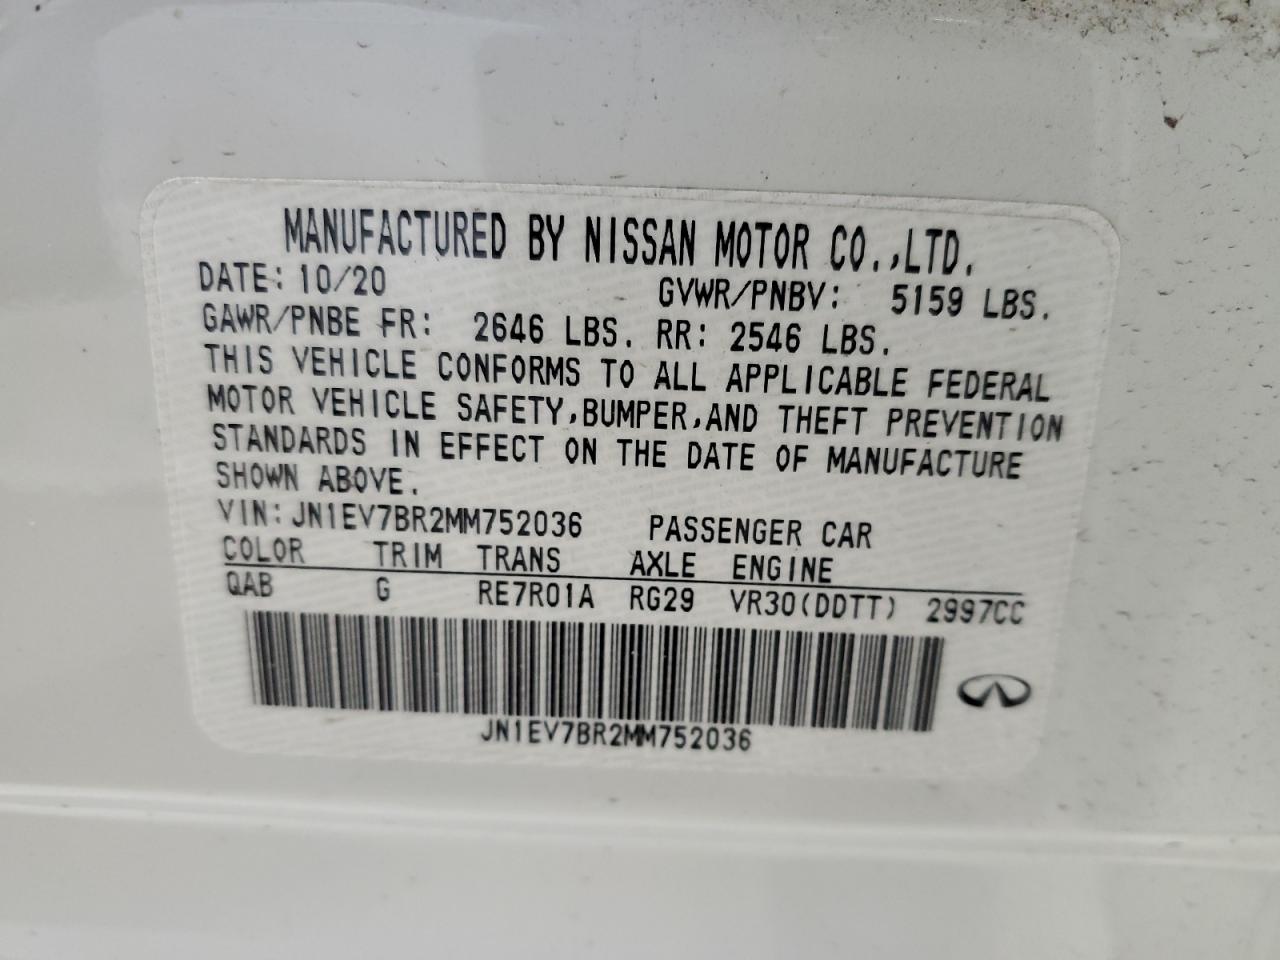 MANUFACTURED BY NISSAN MOTOR CO.,LTD.
DATE: 10/20 GVWR/PNBV: 5159 LBS.
GAWR/PNBE FR: 2646 LBS. RR: 2546 LBS.
THIS VEHICLE CONFORMS TO ALL APPLICABLE FEDERAL
MOTOR VEHICLE SAFETY,BUMPER,AND THEFT PREVENTION
STANDARDS IN EFFECT ON THE DATE OF MANUFACTURE
SHOWN ABOVE.
VIN: JN1EV7BR2MM752036 PASSENGER CAR
COLOR TRIM TRANS AXLE ENGINE
QAB G RE7R01A RG29 VR30(DDTT) 2997CC
JN1EV7BR2MM752036